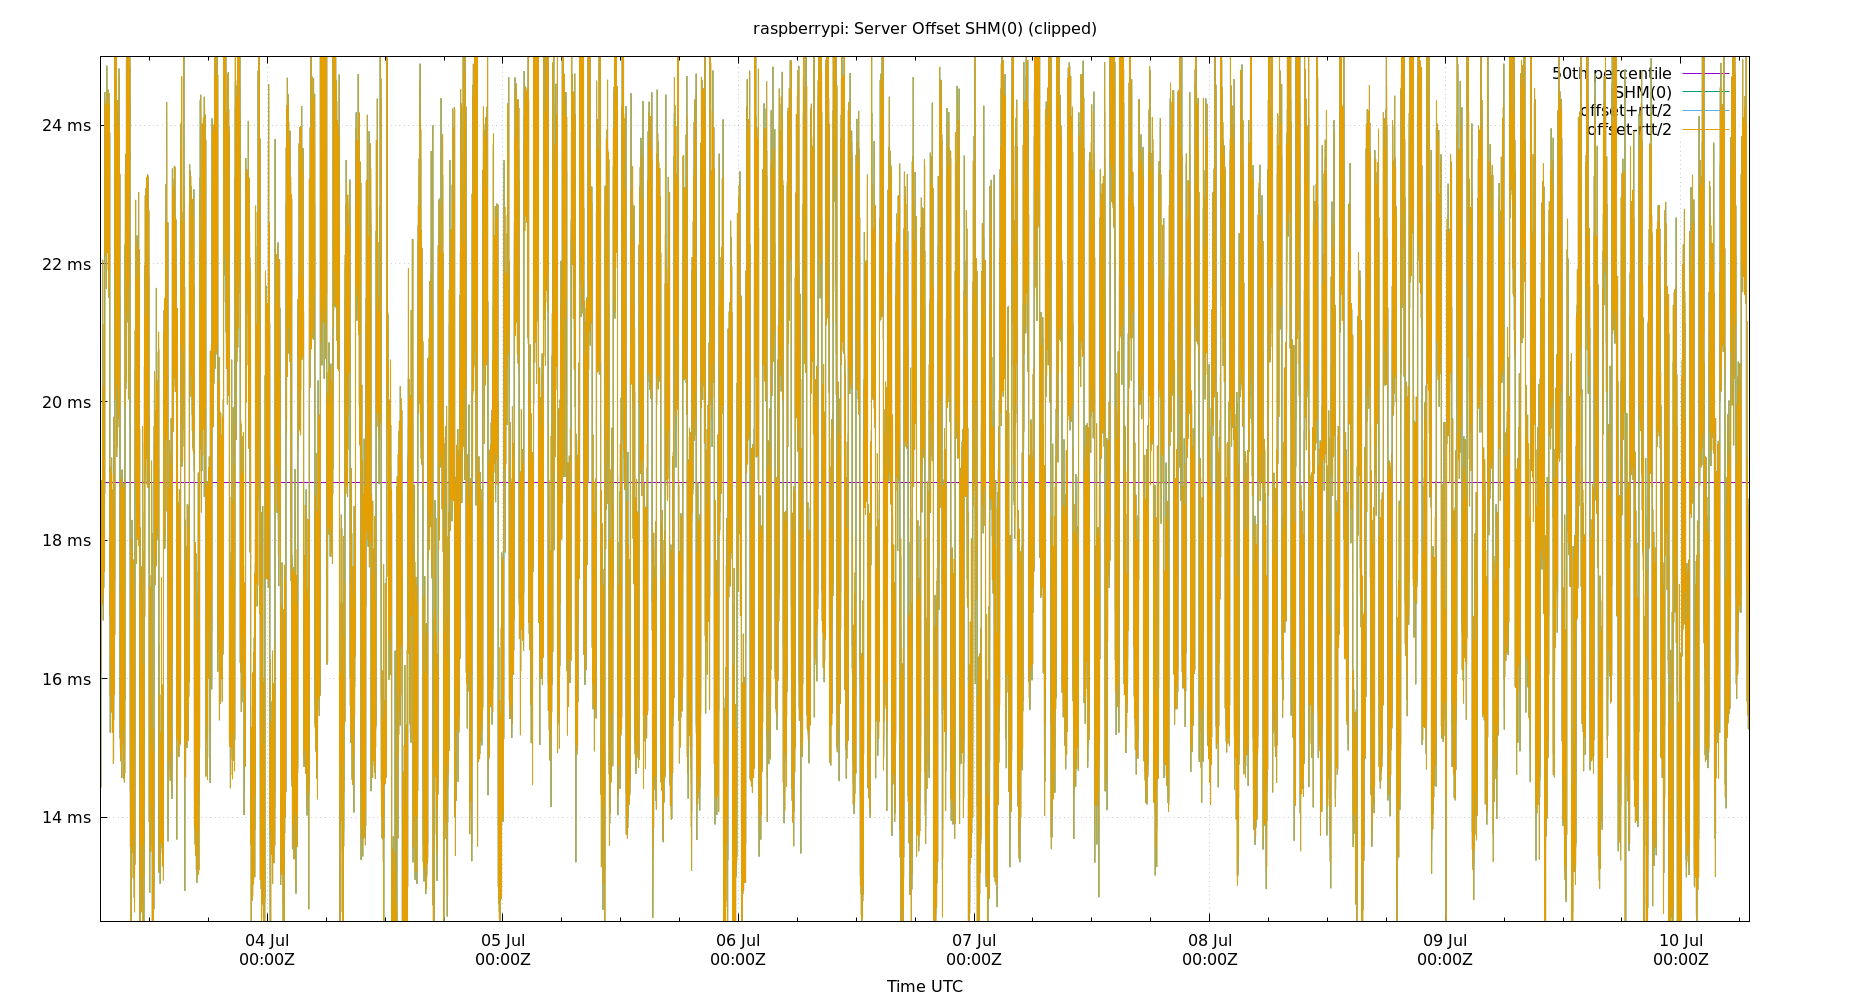 raspberrypi: Server Offset SHM(0) (clipped)
50th percentile
SHM(0)
offset+rtt/2
offset-rtt/2
24 ms
22 ms
20 ms
18 ms
16 ms
14 ms
04 Jul 05 Jul 06 Jul 07 Jul 08 Jul 09 Jul 10 Jul
00:00Z 00:00Z 00:00Z 00:00Z 00:00Z 00:00Z 00:00Z
Time UTC